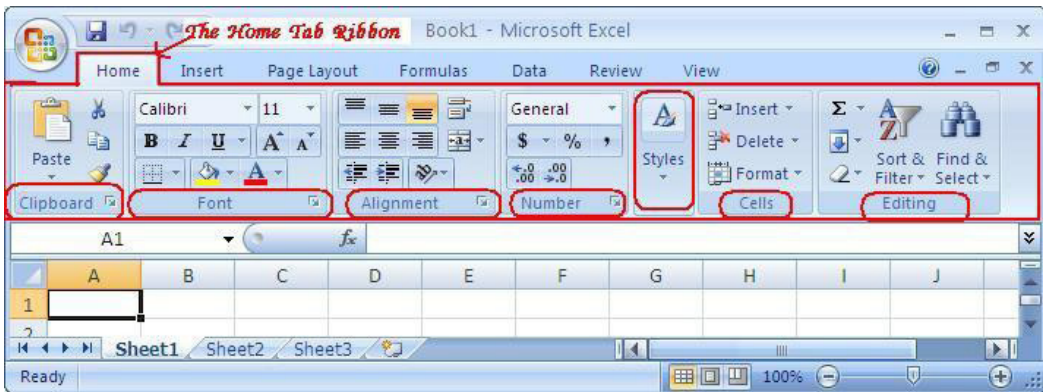 The Home Tab Ribbon Book1 - Microsoft Excel
Home Insert Page Layout Formulas Data Review View
Calibri 11 General Insert Σ
B I U A A $ % , Delete
Paste A .00 .00 Styles Format Sort & Filter Find & Select
Clipboard Font Alignment Number Cells Editing
A1 fx
A B C D E F G H I J
1
2
Sheet1 Sheet2 Sheet3
Ready 100%